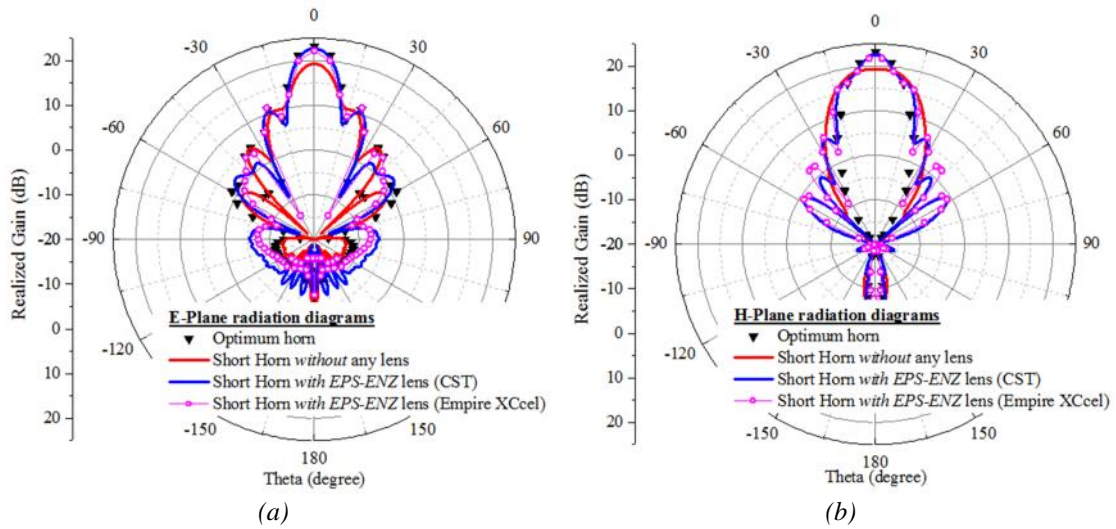 0
-30
30
-60
60
-90
90
-120
-150
150
180
Realized Gain (dB)
20
10
0
-10
-20
-10
0
10
20
E-Plane radiation diagrams
Optimum horn
Short Horn without any lens
Short Horn with EPS-ENZ lens (CST)
Short Horn with EPS-ENZ lens (Empire XCcel)
Theta (degree)
(a)
0
-30
30
-60
60
-90
90
-120
-150
150
180
Realized Gain (dB)
20
10
0
-10
-20
-10
0
10
20
H-Plane radiation diagrams
Optimum horn
Short Horn without any lens
Short Horn with EPS-ENZ lens (CST)
Short Horn with EPS-ENZ lens (Empire XCcel)
Theta (degree)
(b)